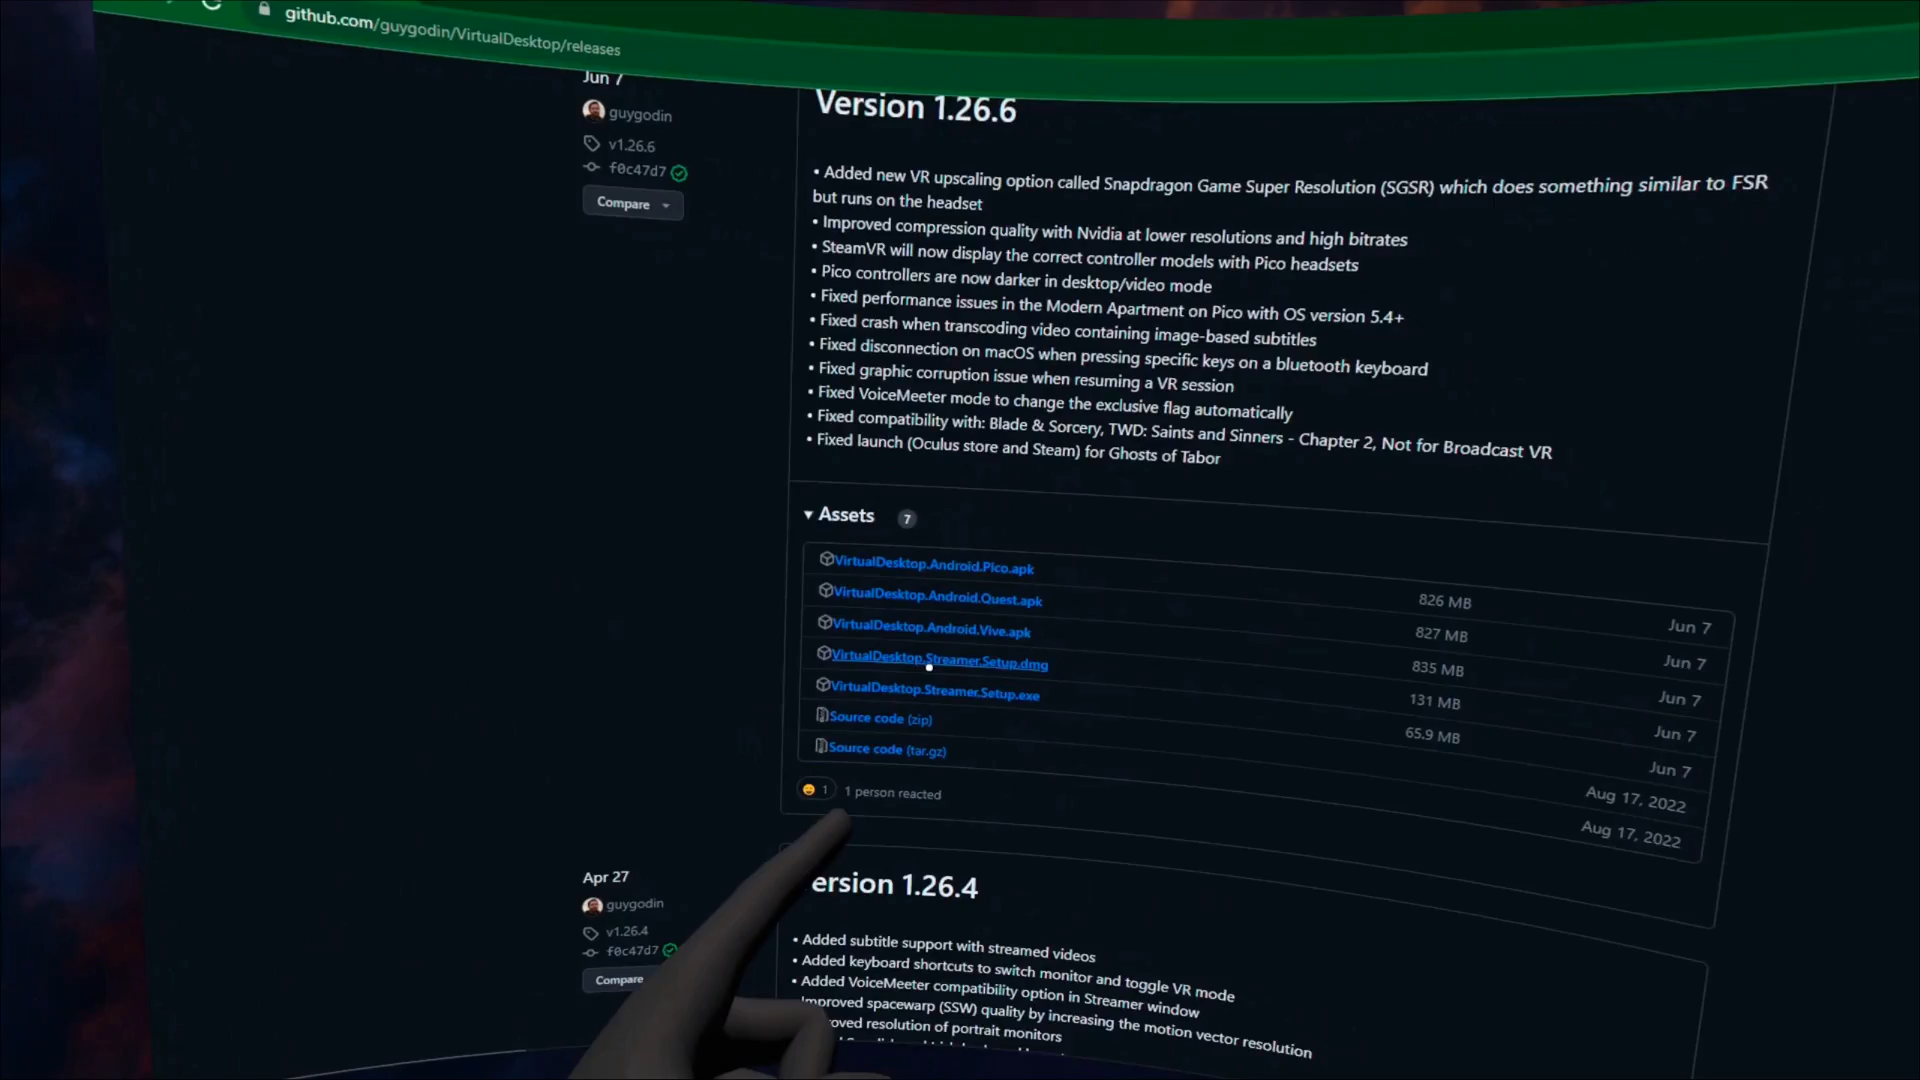 github.com/guygodin/VirtualDesktop/releases
Jun 7
guygodin
v1.26.6
f0c47d7
Compare
Version 1.26.6
• Added new VR upscaling option called Snapdragon Game Super Resolution (SGSR) which does something similar to FSR
but runs on the headset
• Improved compression quality with Nvidia at lower resolutions and high bitrates
• SteamVR will now display the correct controller models with Pico headsets
• Pico controllers are now darker in desktop/video mode
• Fixed performance issues in the Modern Apartment on Pico with OS version 5.4+
• Fixed crash when transcoding video containing image-based subtitles
• Fixed disconnection on macOS when pressing specific keys on a bluetooth keyboard
• Fixed graphic corruption issue when resuming a VR session
• Fixed VoiceMeeter mode to change the exclusive flag automatically
• Fixed compatibility with: Blade & Sorcery, TWD: Saints and Sinners - Chapter 2, Not for Broadcast VR
• Fixed launch (Oculus store and Steam) for Ghosts of Tabor
Assets 7
VirtualDesktop.Android.Pico.apk 826 MB Jun 7
VirtualDesktop.Android.Quest.apk 827 MB Jun 7
VirtualDesktop.Android.Vive.apk 835 MB Jun 7
VirtualDesktop.Streamer.Setup.dmg 131 MB Jun 7
VirtualDesktop.Streamer.Setup.exe 65.9 MB Jun 7
Source code (zip) Aug 17, 2022
Source code (tar.gz) Aug 17, 2022
1 1 person reacted
Apr 27
guygodin
v1.26.4
f0c47d7
Compare
ersion 1.26.4
• Added subtitle support with streamed videos
• Added keyboard shortcuts to switch monitor and toggle VR mode
• Added VoiceMeeter compatibility option in Streamer window
Improved spacewarp (SSW) quality by increasing the motion vector resolution
roved resolution of portrait monitors